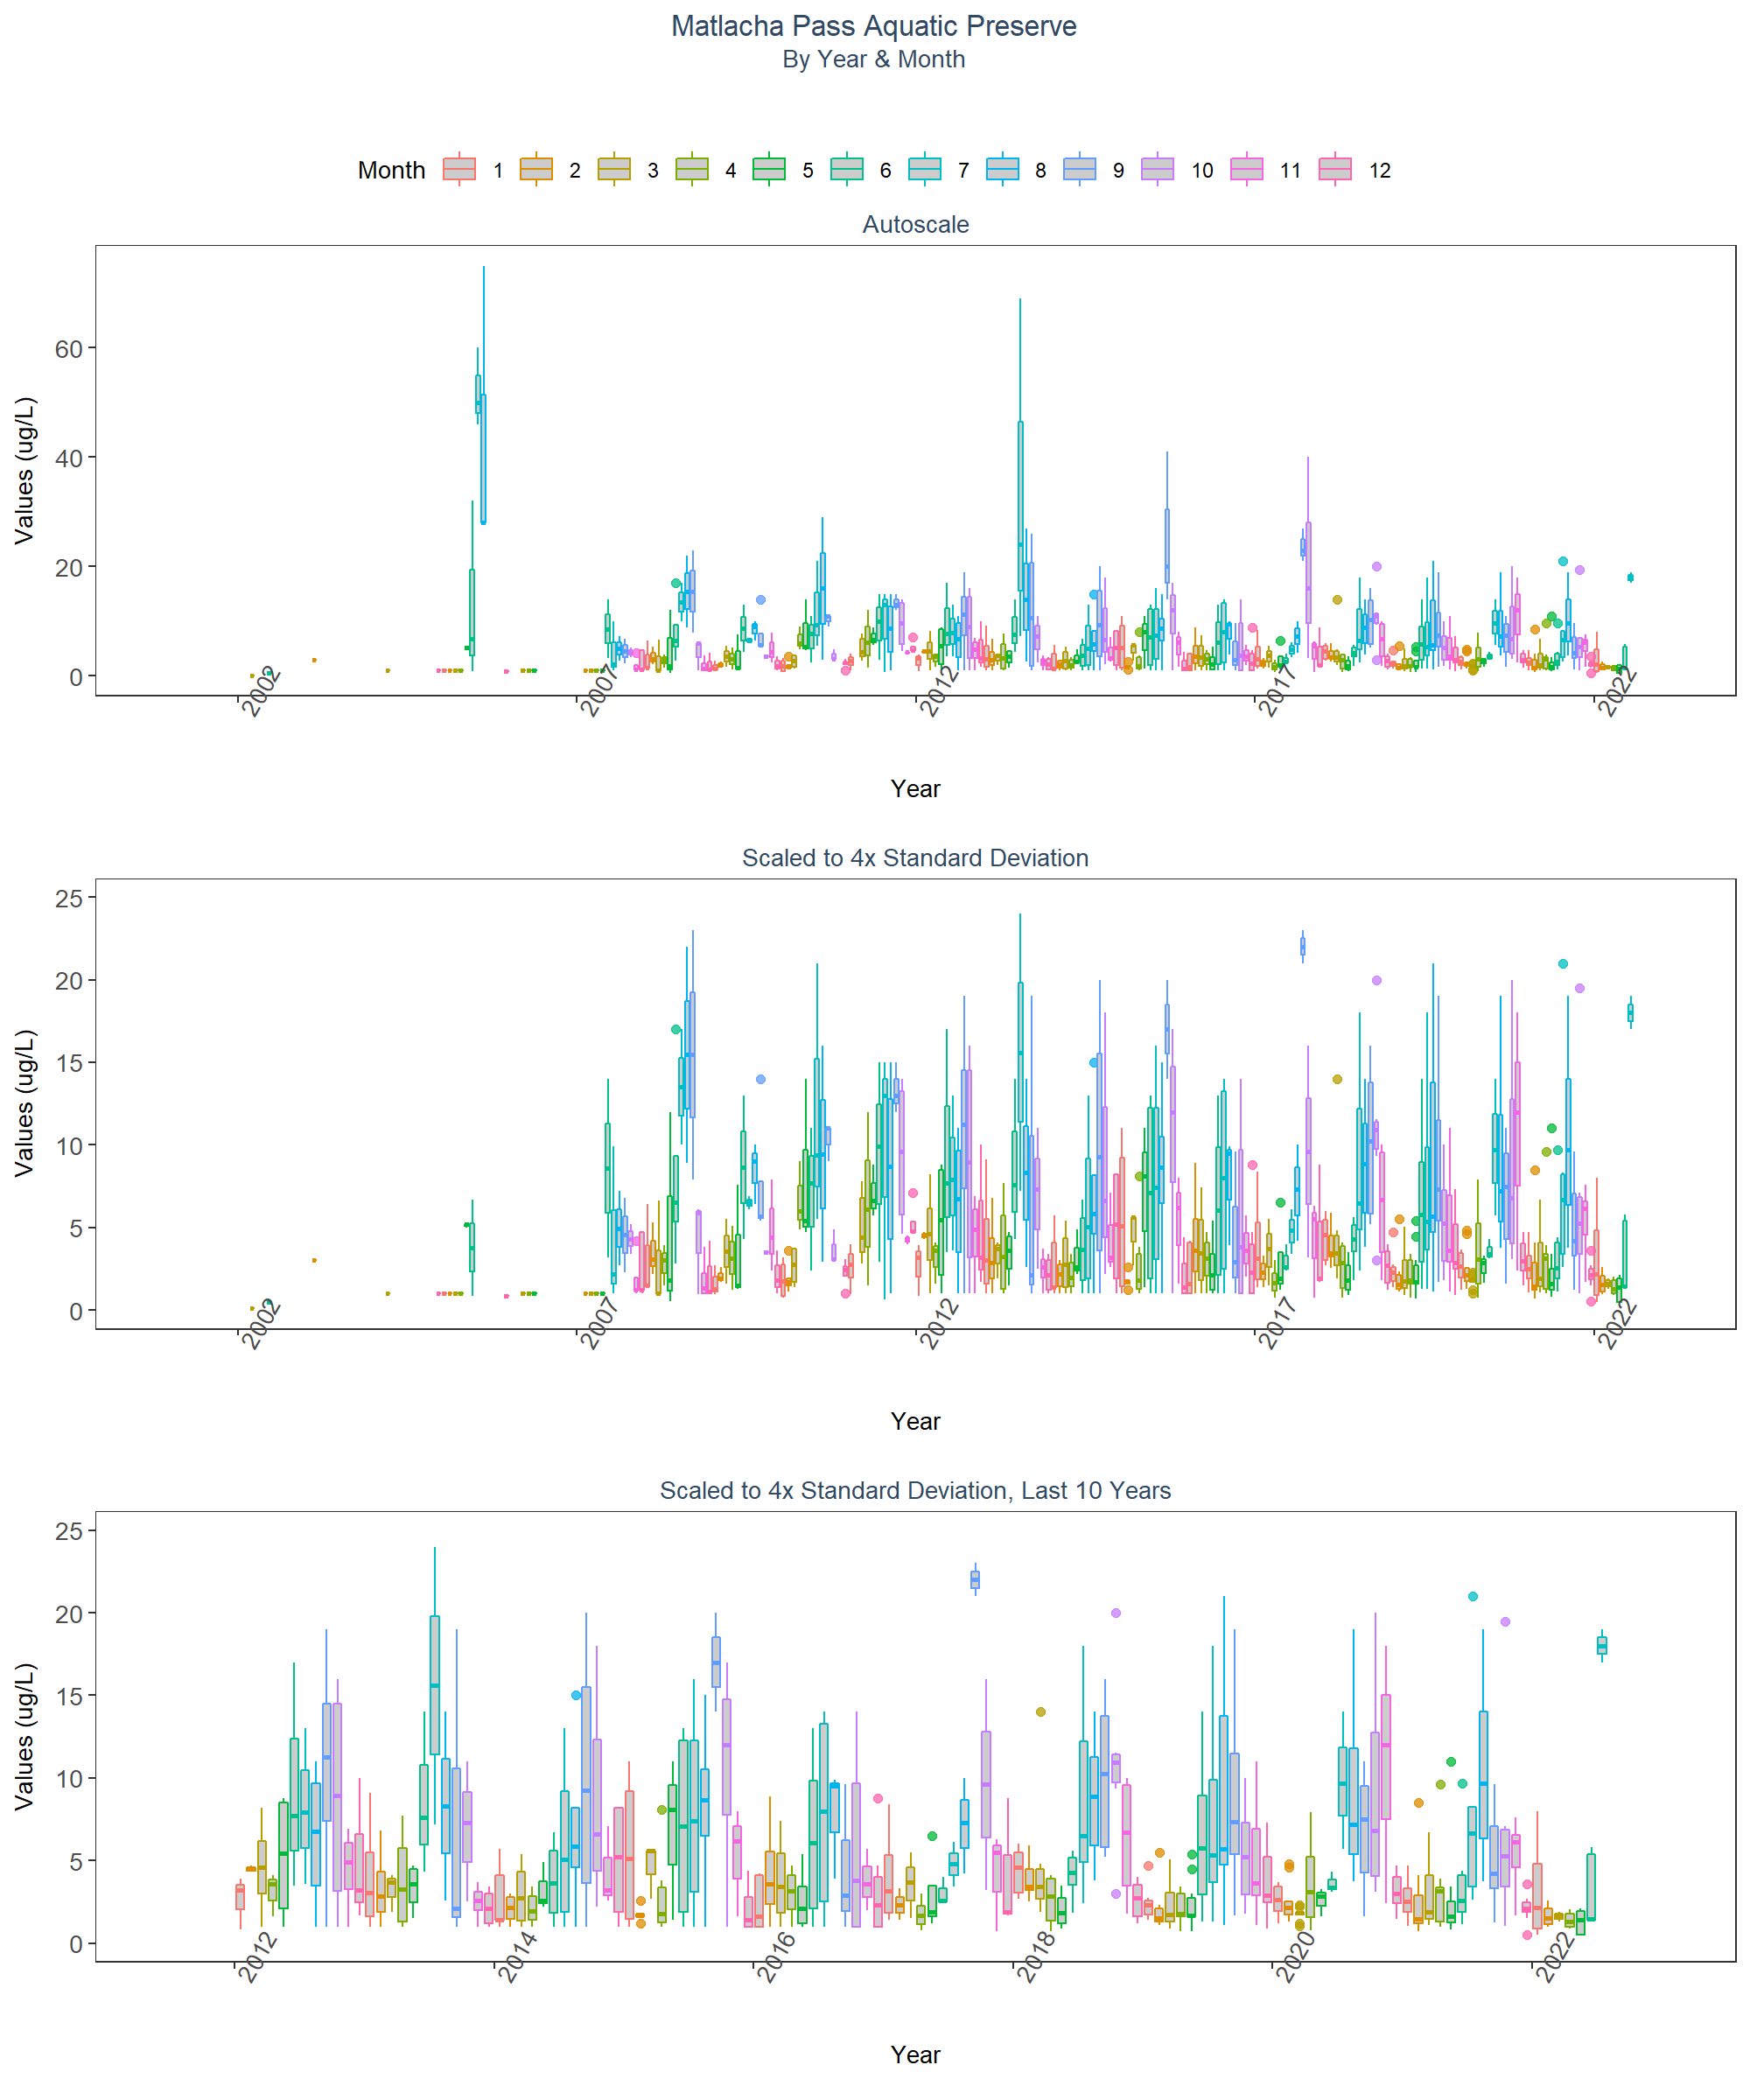 Matlacha Pass Aquatic Preserve
By Year & Month
Month 1 2 3 4 5 6 7 8 9 10 11 12
Autoscale
Values (ug/L)
60
40
20
0
2002 2007 2012 2017 2022
Year
Scaled to 4x Standard Deviation
Values (ug/L)
25
20
15
10
5
0
2002 2007 2012 2017 2022
Year
Scaled to 4x Standard Deviation, Last 10 Years
Values (ug/L)
25
20
15
10
5
0
2012 2014 2016 2018 2020 2022
Year